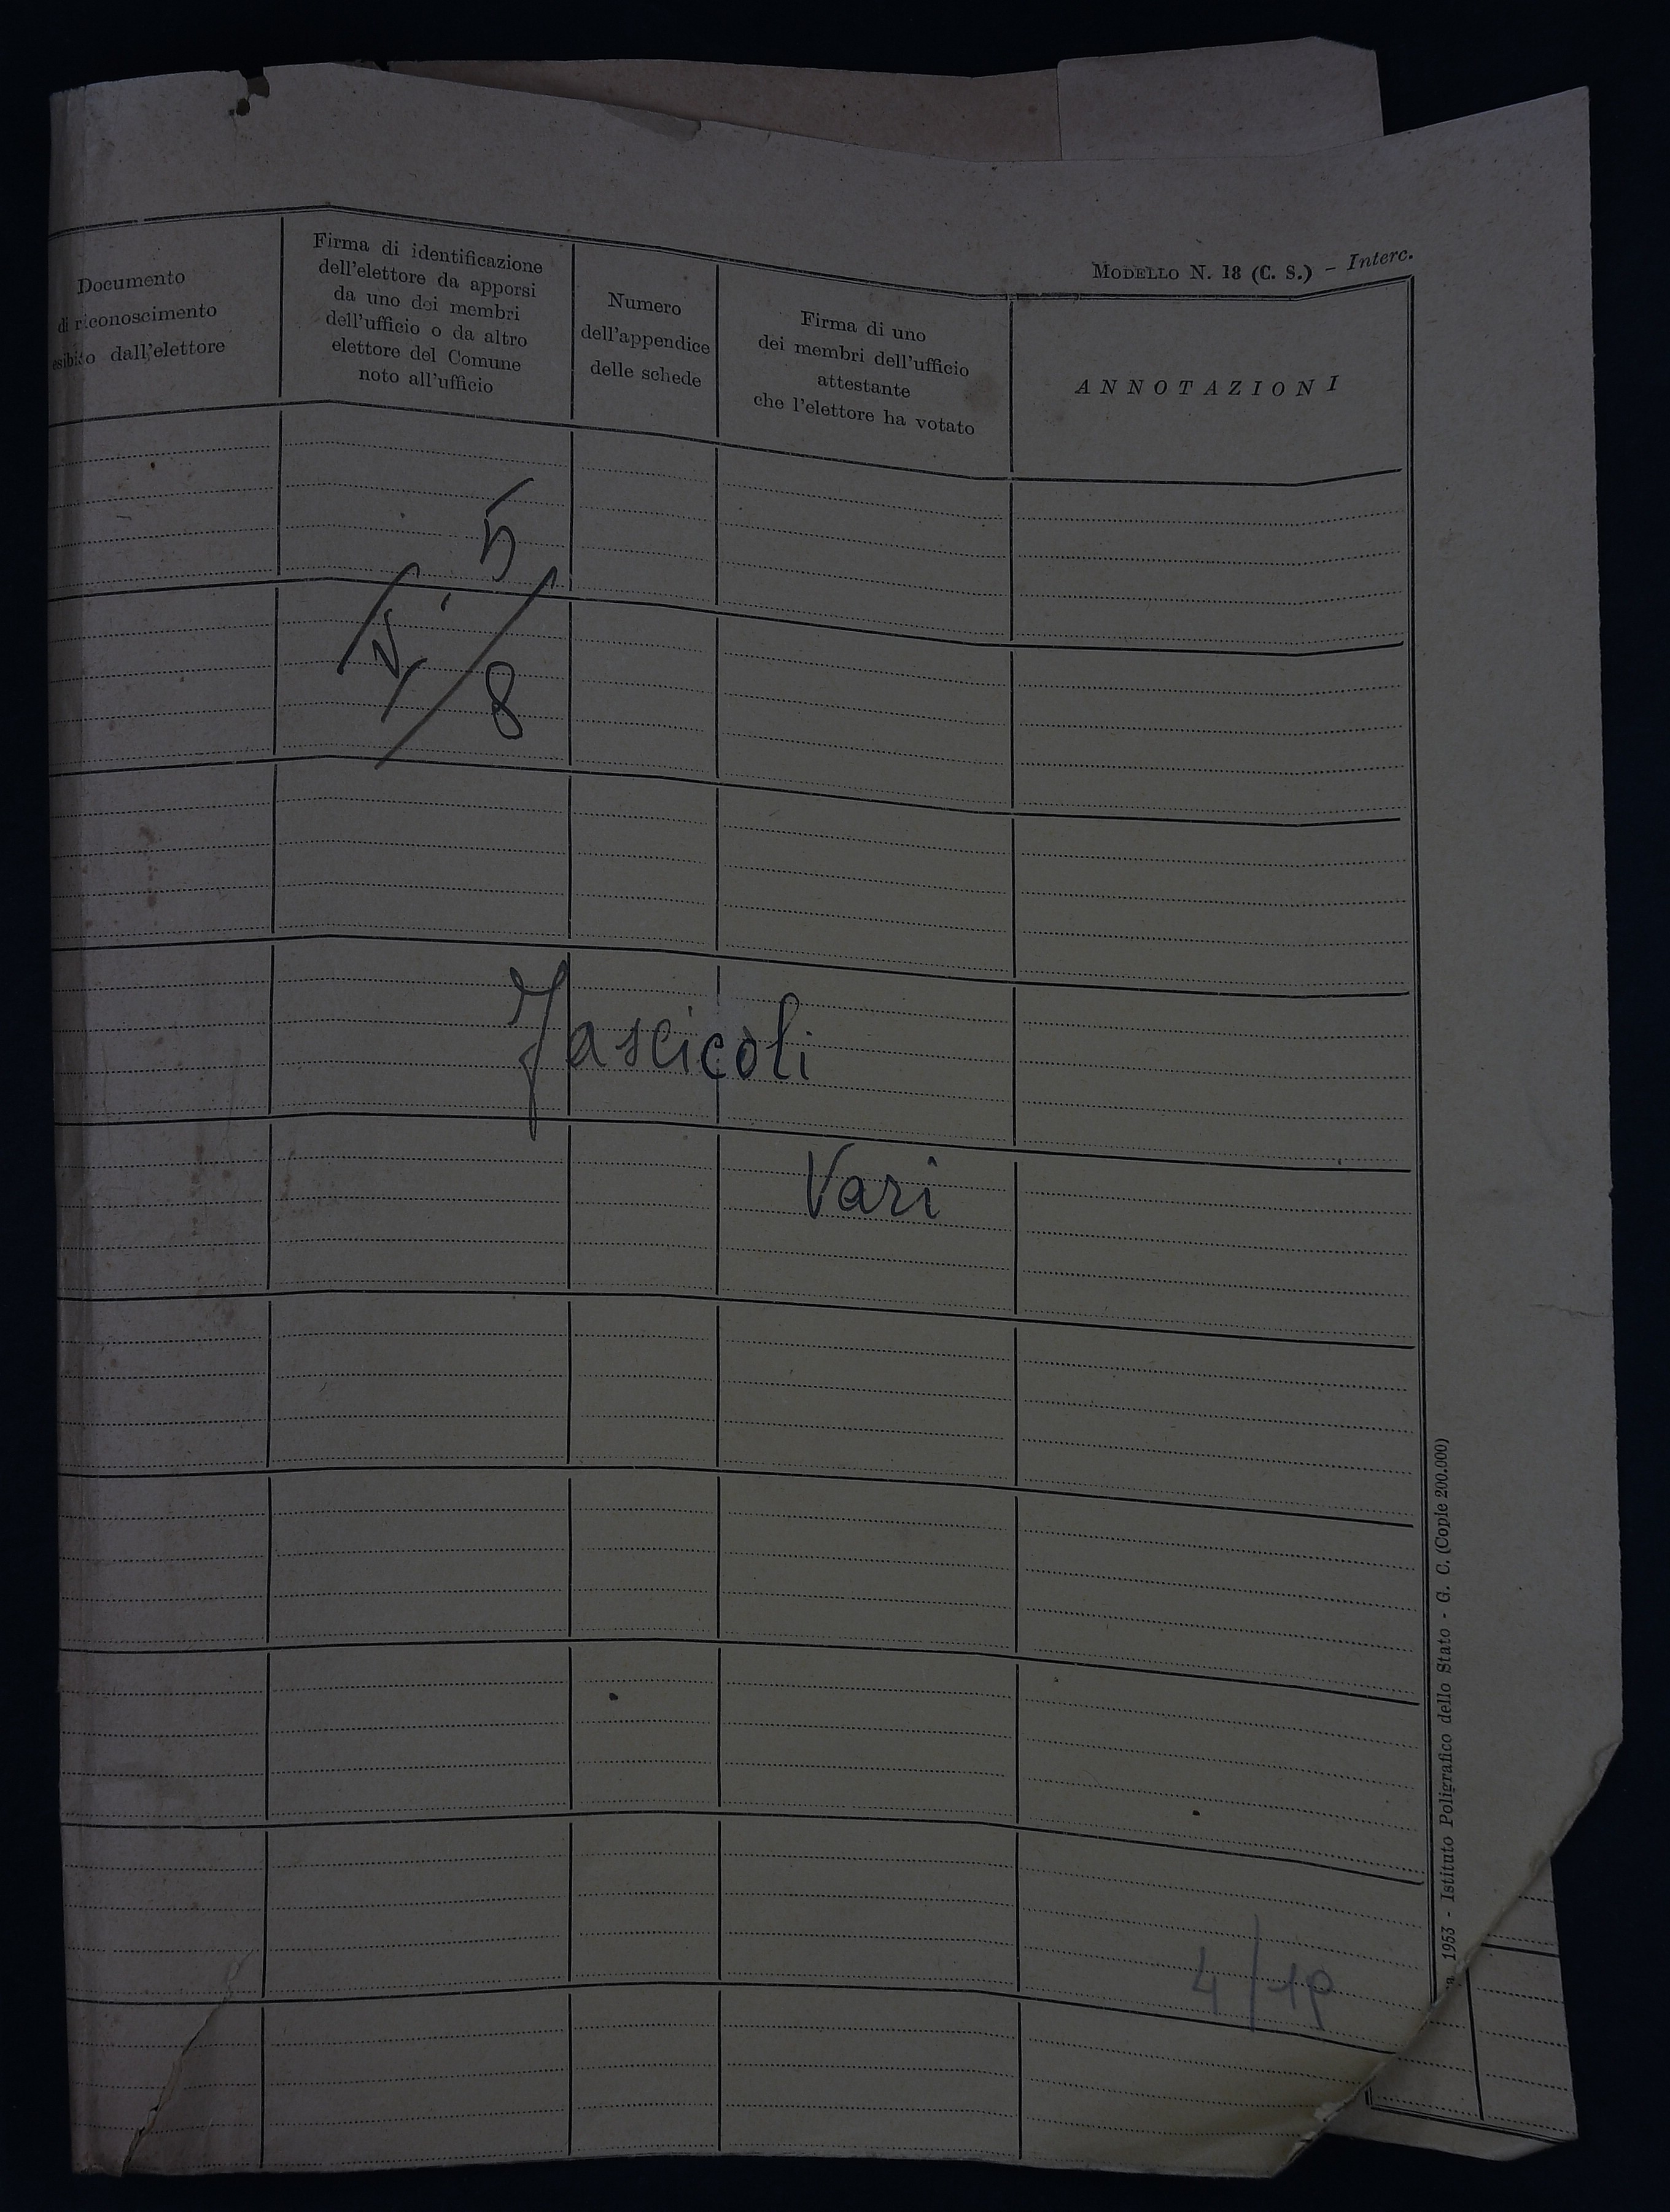 MODELLO N. 18 (C. S.) – Interc.
Documento
di riconoscimento
esibito dall'elettore
Firma di identificazione
dell'elettore da apporsi
da uno dei membri
dell'ufficio o da altro
elettore del Comune
noto all'ufficio
Numero
dell'appendice
delle schede
Firma di uno
dei membri dell'ufficio
attestante
che l'elettore ha votato
ANNOTAZIONI
5
8
Fascicoli
Vari
4/19
1953 - Istituto Poligrafico dello Stato - G. C. (Copie 200.000)